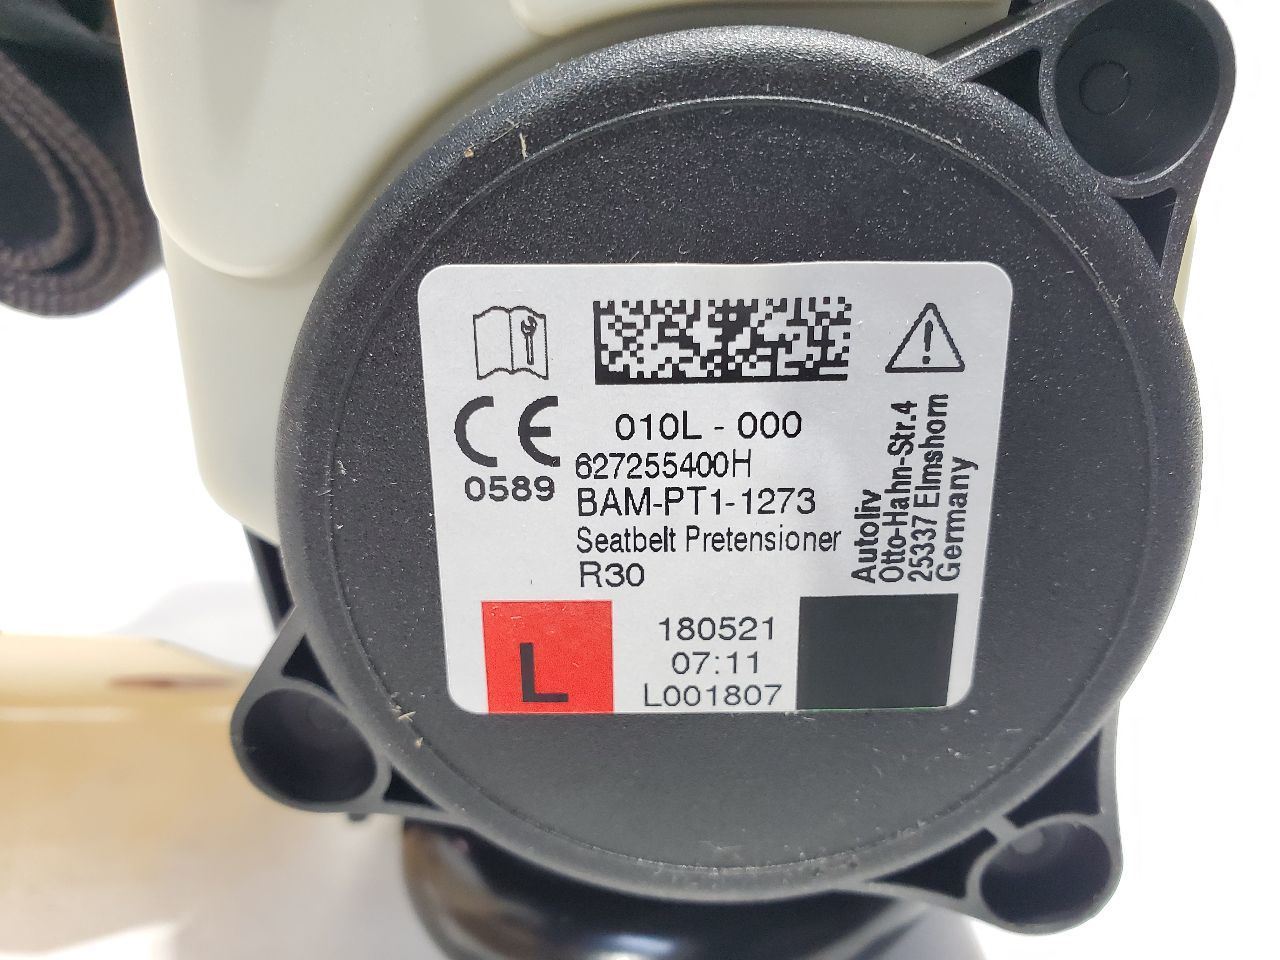 010L - 000
CE
0589
627255400H
BAM-PT1-1273
Seatbelt Pretensioner
R30
Autoliv
Otto-Hahn-Str.4
25337 Elmshorn
Germany
L
180521
07:11
L001807